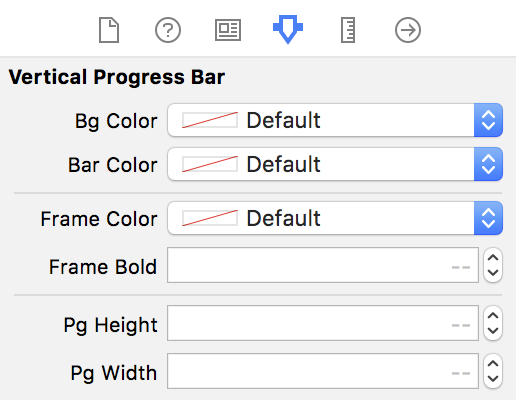 Vertical Progress Bar
Bg Color Default
Bar Color Default
Frame Color Default
Frame Bold --
Pg Height --
Pg Width --